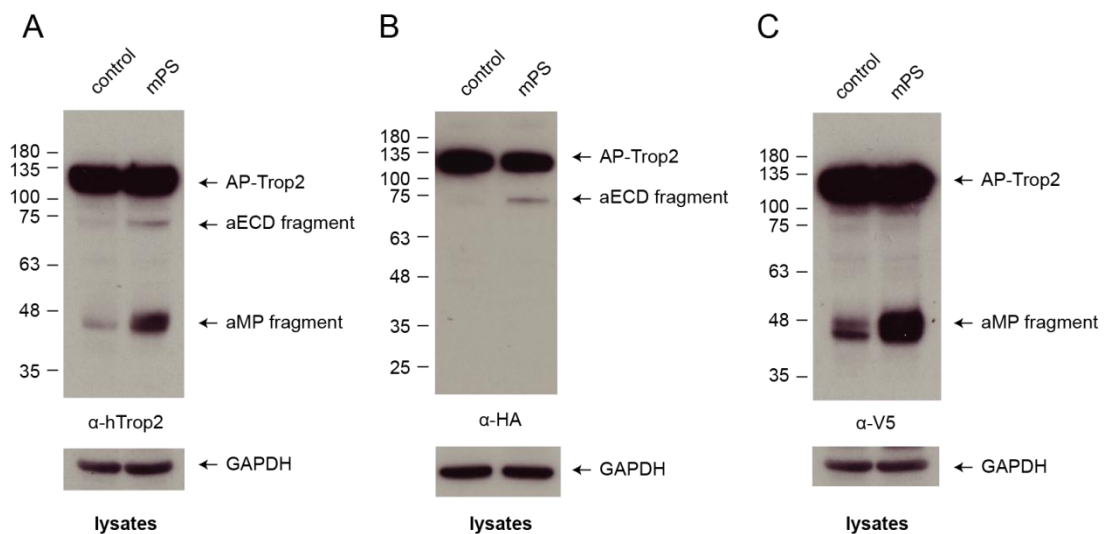 A
control
mPS
180 –
135 –
100 –
75 –
63 –
48 –
35 –
← AP-Trop2
← aECD fragment
← aMP fragment
α-hTrop2
← GAPDH
lysates
B
control
mPS
180 –
135 –
100 –
75 –
63 –
48 –
35 –
25 –
← AP-Trop2
← aECD fragment
α-HA
← GAPDH
lysates
C
control
mPS
180 –
135 –
100 –
75 –
63 –
48 –
35 –
← AP-Trop2
← aMP fragment
α-V5
← GAPDH
lysates